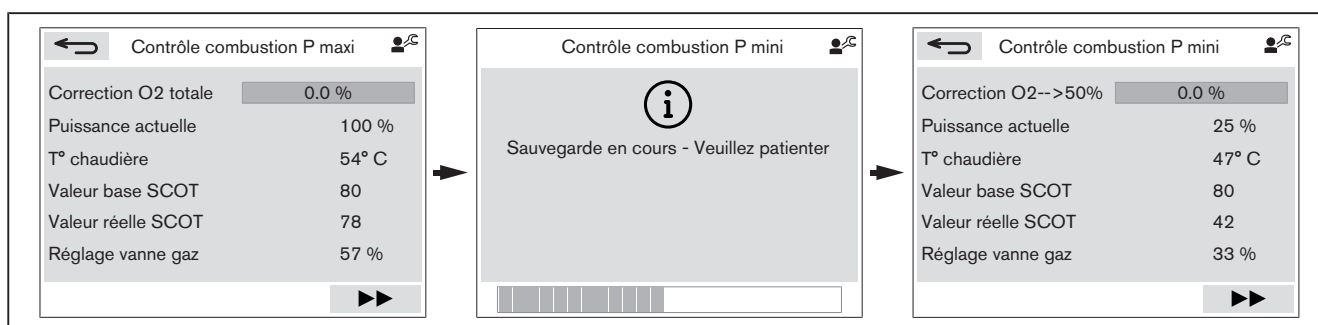 Contrôle combustion P maxi
Correction O2 totale 0.0 %
Puissance actuelle 100 %
T° chaudière 54° C
Valeur base SCOT 80
Valeur réelle SCOT 78
Réglage vanne gaz 57 %
Contrôle combustion P mini
Sauvegarde en cours - Veuillez patienter
Contrôle combustion P mini
Correction O2-->50% 0.0 %
Puissance actuelle 25 %
T° chaudière 47° C
Valeur base SCOT 80
Valeur réelle SCOT 42
Réglage vanne gaz 33 %